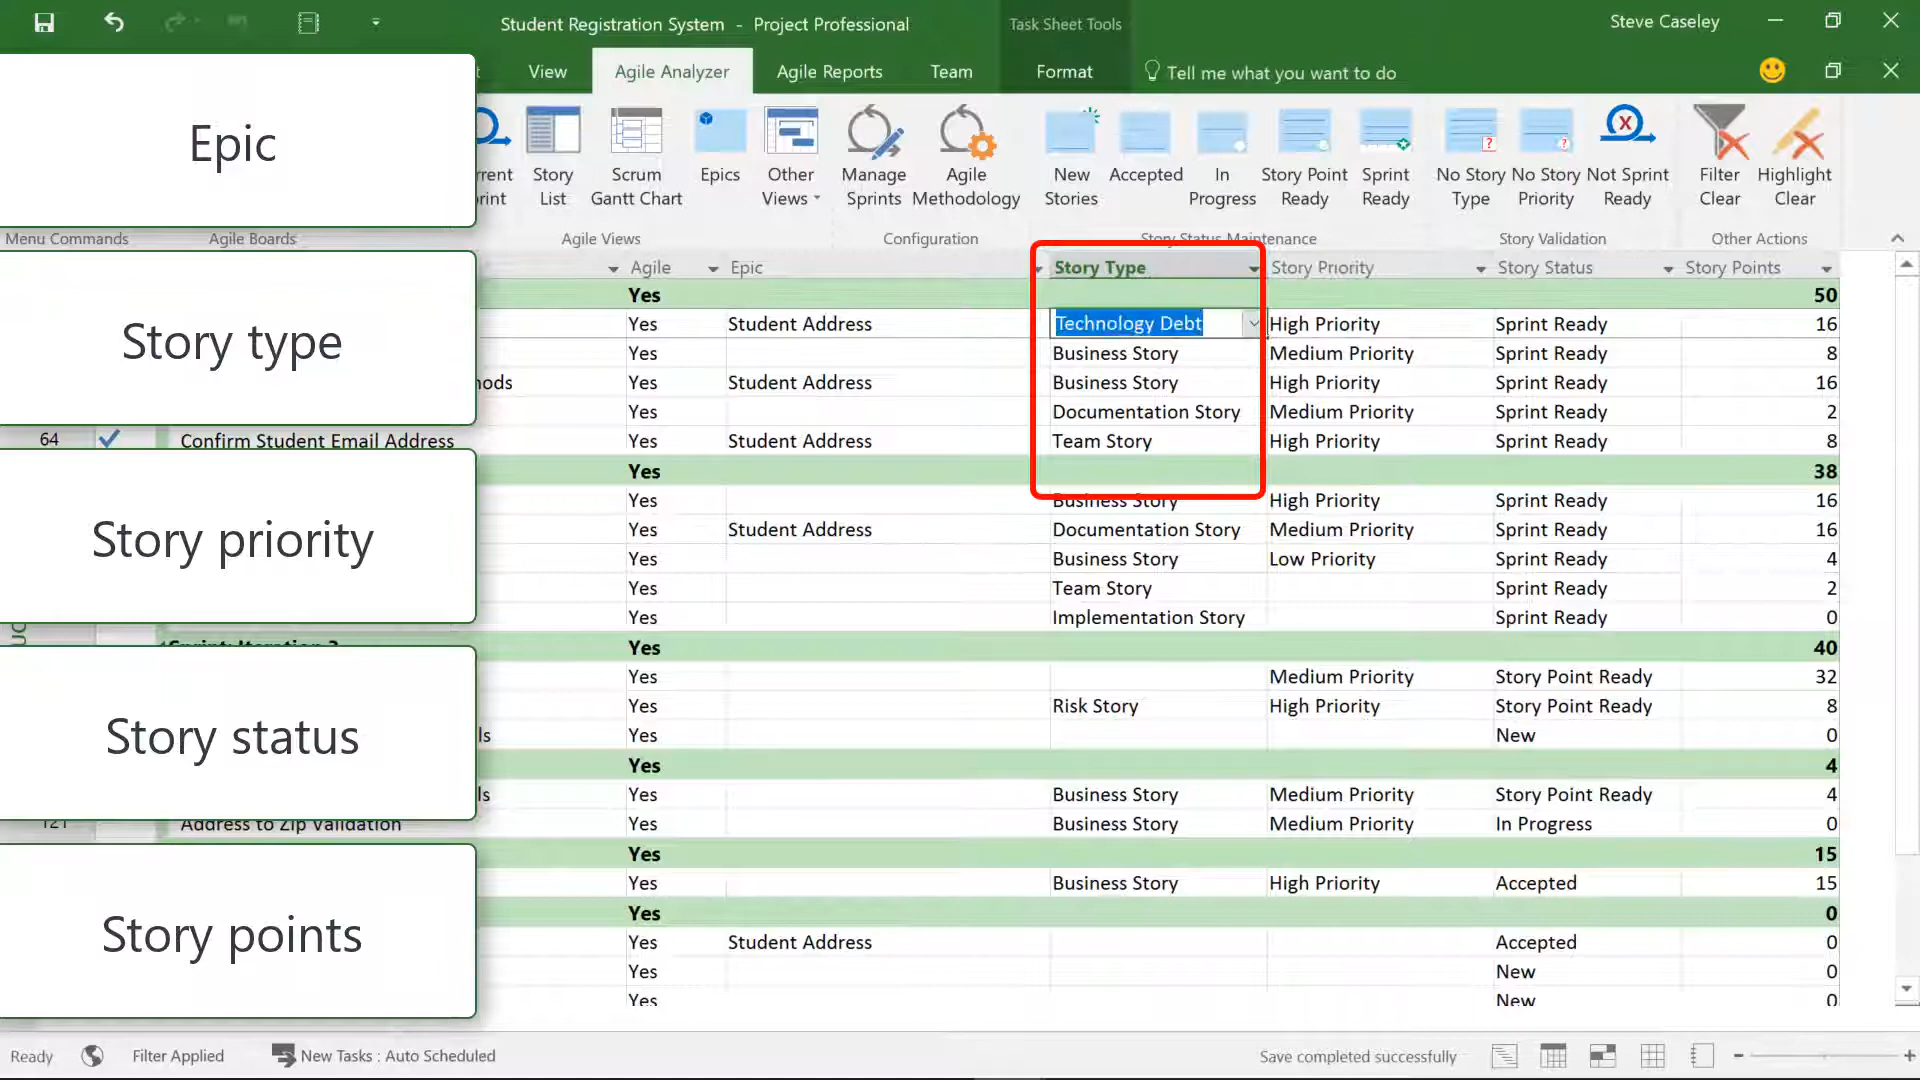 Student Registration System - Project Professional
Task Sheet Tools
Steve Caseley
View
Agile Analyzer
Agile Reports
Team
Format
Tell me what you want to do
Story List
Scrum Gantt Chart
Epics
Other Views
Manage Sprints
Agile Methodology
New Stories
Accepted
In Progress
Story Point Ready
Sprint Ready
No Story Type
No Story Priority
Not Sprint Ready
Filter Clear
Highlight Clear
Menu Commands
Agile Boards
Agile Views
Configuration
Story Status Maintenance
Story Validation
Other Actions
Epic
Story type
Story priority
Story status
Story points
Agile Epic Story Type Story Priority Story Status Story Points
Yes 50
Yes Student Address Technology Debt High Priority Sprint Ready 16
Yes Business Story Medium Priority Sprint Ready 8
Yes Student Address Business Story High Priority Sprint Ready 16
Yes Documentation Story Medium Priority Sprint Ready 2
64 Confirm Student Email Address Yes Student Address Team Story High Priority Sprint Ready 8
Yes 38
Yes Business Story High Priority Sprint Ready 16
Yes Student Address Documentation Story Medium Priority Sprint Ready 16
Yes Business Story Low Priority Sprint Ready 4
Yes Team Story Sprint Ready 2
Yes Implementation Story Sprint Ready 0
Yes 40
Yes Medium Priority Story Point Ready 32
Yes Risk Story High Priority Story Point Ready 8
Yes New 0
Yes 4
Yes Business Story Medium Priority Story Point Ready 4
121 Address to Zip Validation Yes Business Story Medium Priority In Progress 0
Yes 15
Yes Business Story High Priority Accepted 15
Yes 0
Yes Student Address Accepted 0
Yes New 0
Yes New 0
Ready
Filter Applied
New Tasks : Auto Scheduled
Save completed successfully